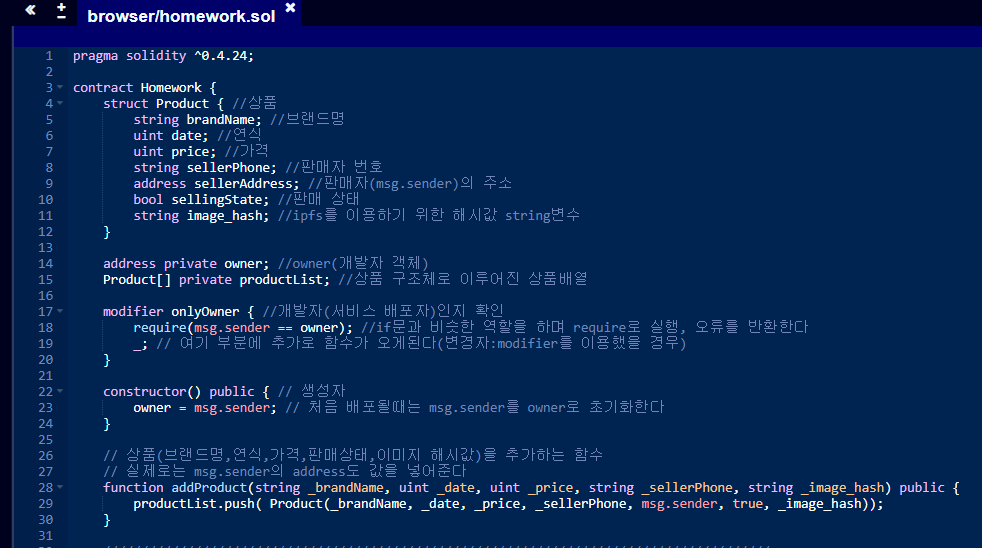 browser/homework.sol
1 pragma solidity ^0.4.24;
2
3 contract Homework {
4 struct Product { //상품
5 string brandName; //브랜드명
6 uint date; //연식
7 uint price; //가격
8 string sellerPhone; //판매자 번호
9 address sellerAddress; //판매자(msg.sender)의 주소
10 bool sellingState; //판매 상태
11 string image_hash; //ipfs를 이용하기 위한 해시값 string변수
12 }
13
14 address private owner; //owner(개발자 객체)
15 Product[] private productList; //상품 구조체로 이루어진 상품배열
16
17 modifier onlyOwner { //개발자(서비스 배포자)인지 확인
18 require(msg.sender == owner); //if문과 비슷한 역할을 하며 require로 실행, 오류를 반환한다
19 _; // 여기 부분에 추가로 함수가 오게된다(변경자:modifier를 이용했을 경우)
20 }
21
22 constructor() public { // 생성자
23 owner = msg.sender; // 처음 배포될때는 msg.sender를 owner로 초기화한다
24 }
25
26 // 상품(브랜드명,연식,가격,판매상태,이미지 해시값)을 추가하는 함수
27 // 실제로는 msg.sender의 address도 값을 넣어준다
28 function addProduct(string _brandName, uint _date, uint _price, string _sellerPhone, string _image_hash) public {
29 productList.push( Product(_brandName, _date, _price, _sellerPhone, msg.sender, true, _image_hash));
30 }
31